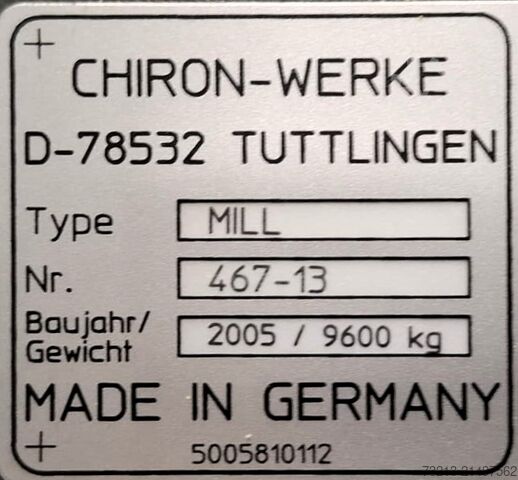 CHIRON-WERKE
D-78532 TUTTLINGEN
Type MILL
Nr. 467-13
Baujahr/
Gewicht 2005 / 9600 kg
MADE IN GERMANY
5005810112